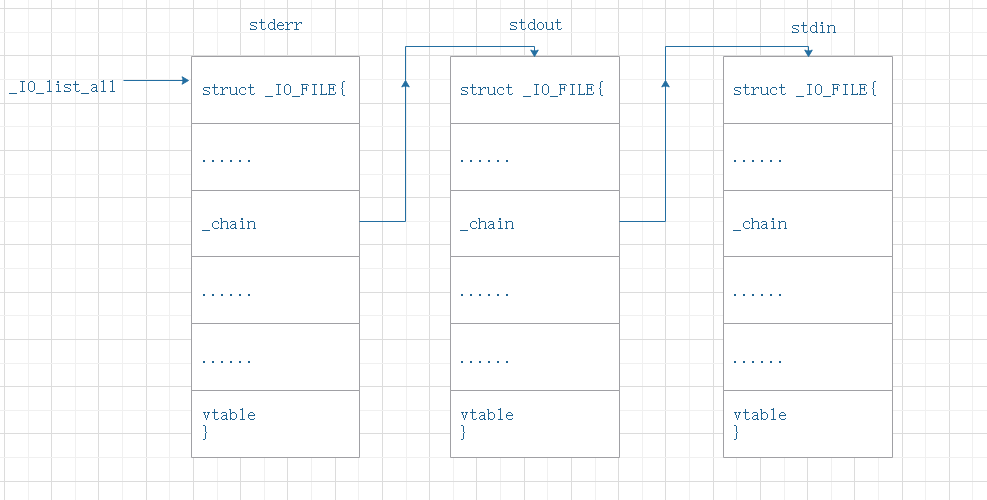 stderr
stdout
stdin
_IO_list_all
struct _IO_FILE{
......
_chain
......
......
vtable
}
struct _IO_FILE{
......
_chain
......
......
vtable
}
struct _IO_FILE{
......
_chain
......
......
vtable
}